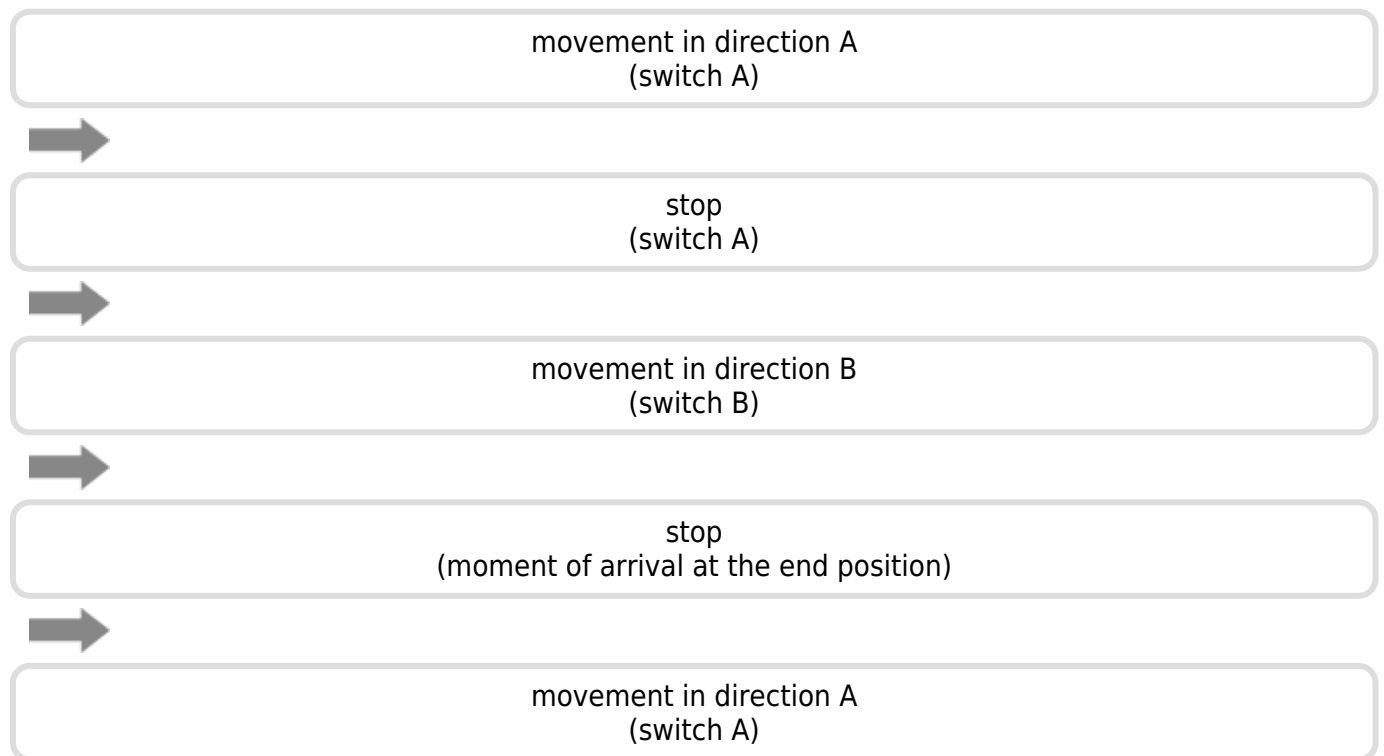 movement in direction A
(switch A)
stop
(switch A)
movement in direction B
(switch B)
stop
(moment of arrival at the end position)
movement in direction A
(switch A)